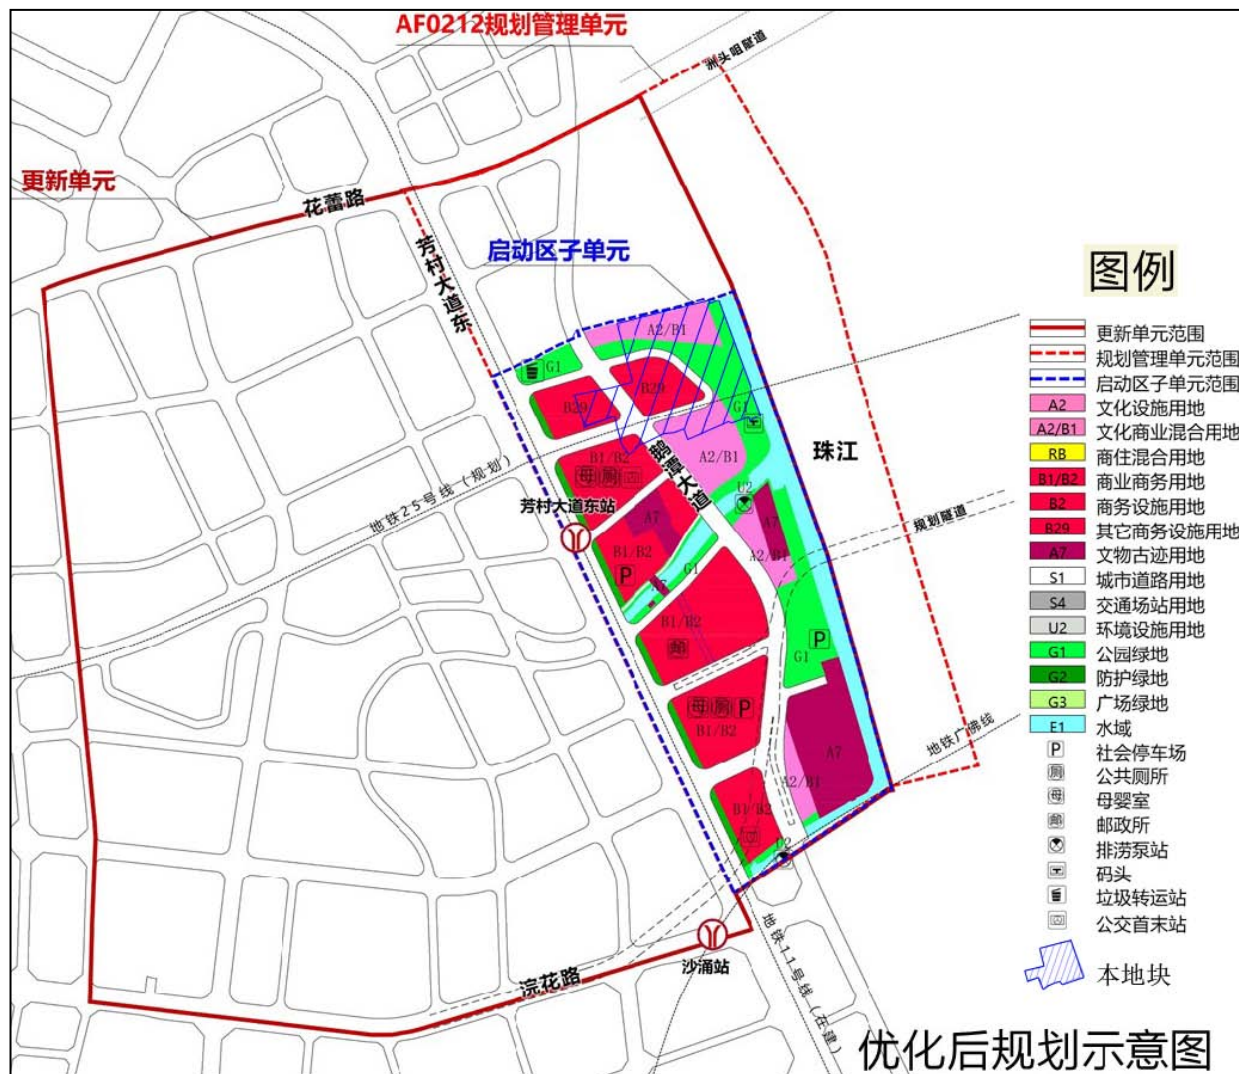 AF0212规划管理单元
洲头咀隧道
更新单元
花蕾路
芳村大道东
启动区子单元
A2/B1
G1
B29
B29
G1
珠江
B1/B2
母 厕
鹅潭大道
A2/B1
地铁25号线（规划）
芳村大道东站
U2
A7
A7
规划隧道
B1/B2
A2/B1
P
G1
B1/B2
邮
P
G1
母 厕 P
B1/B2
A7
地铁广佛线
A2/B1
B1/B2
U2
地铁11号线（在建）
沙涌站
浣花路
图例
更新单元范围
规划管理单元范围
启动区子单元范围
A2 文化设施用地
A2/B1 文化商业混合用地
RB 商住混合用地
B1/B2 商业商务用地
B2 商务设施用地
B29 其它商务设施用地
A7 文物古迹用地
S1 城市道路用地
S4 交通场站用地
U2 环境设施用地
G1 公园绿地
G2 防护绿地
G3 广场绿地
E1 水域
P 社会停车场
厕 公共厕所
母 母婴室
邮 邮政所
排涝泵站
码头
垃圾转运站
公交首末站
本地块
优化后规划示意图